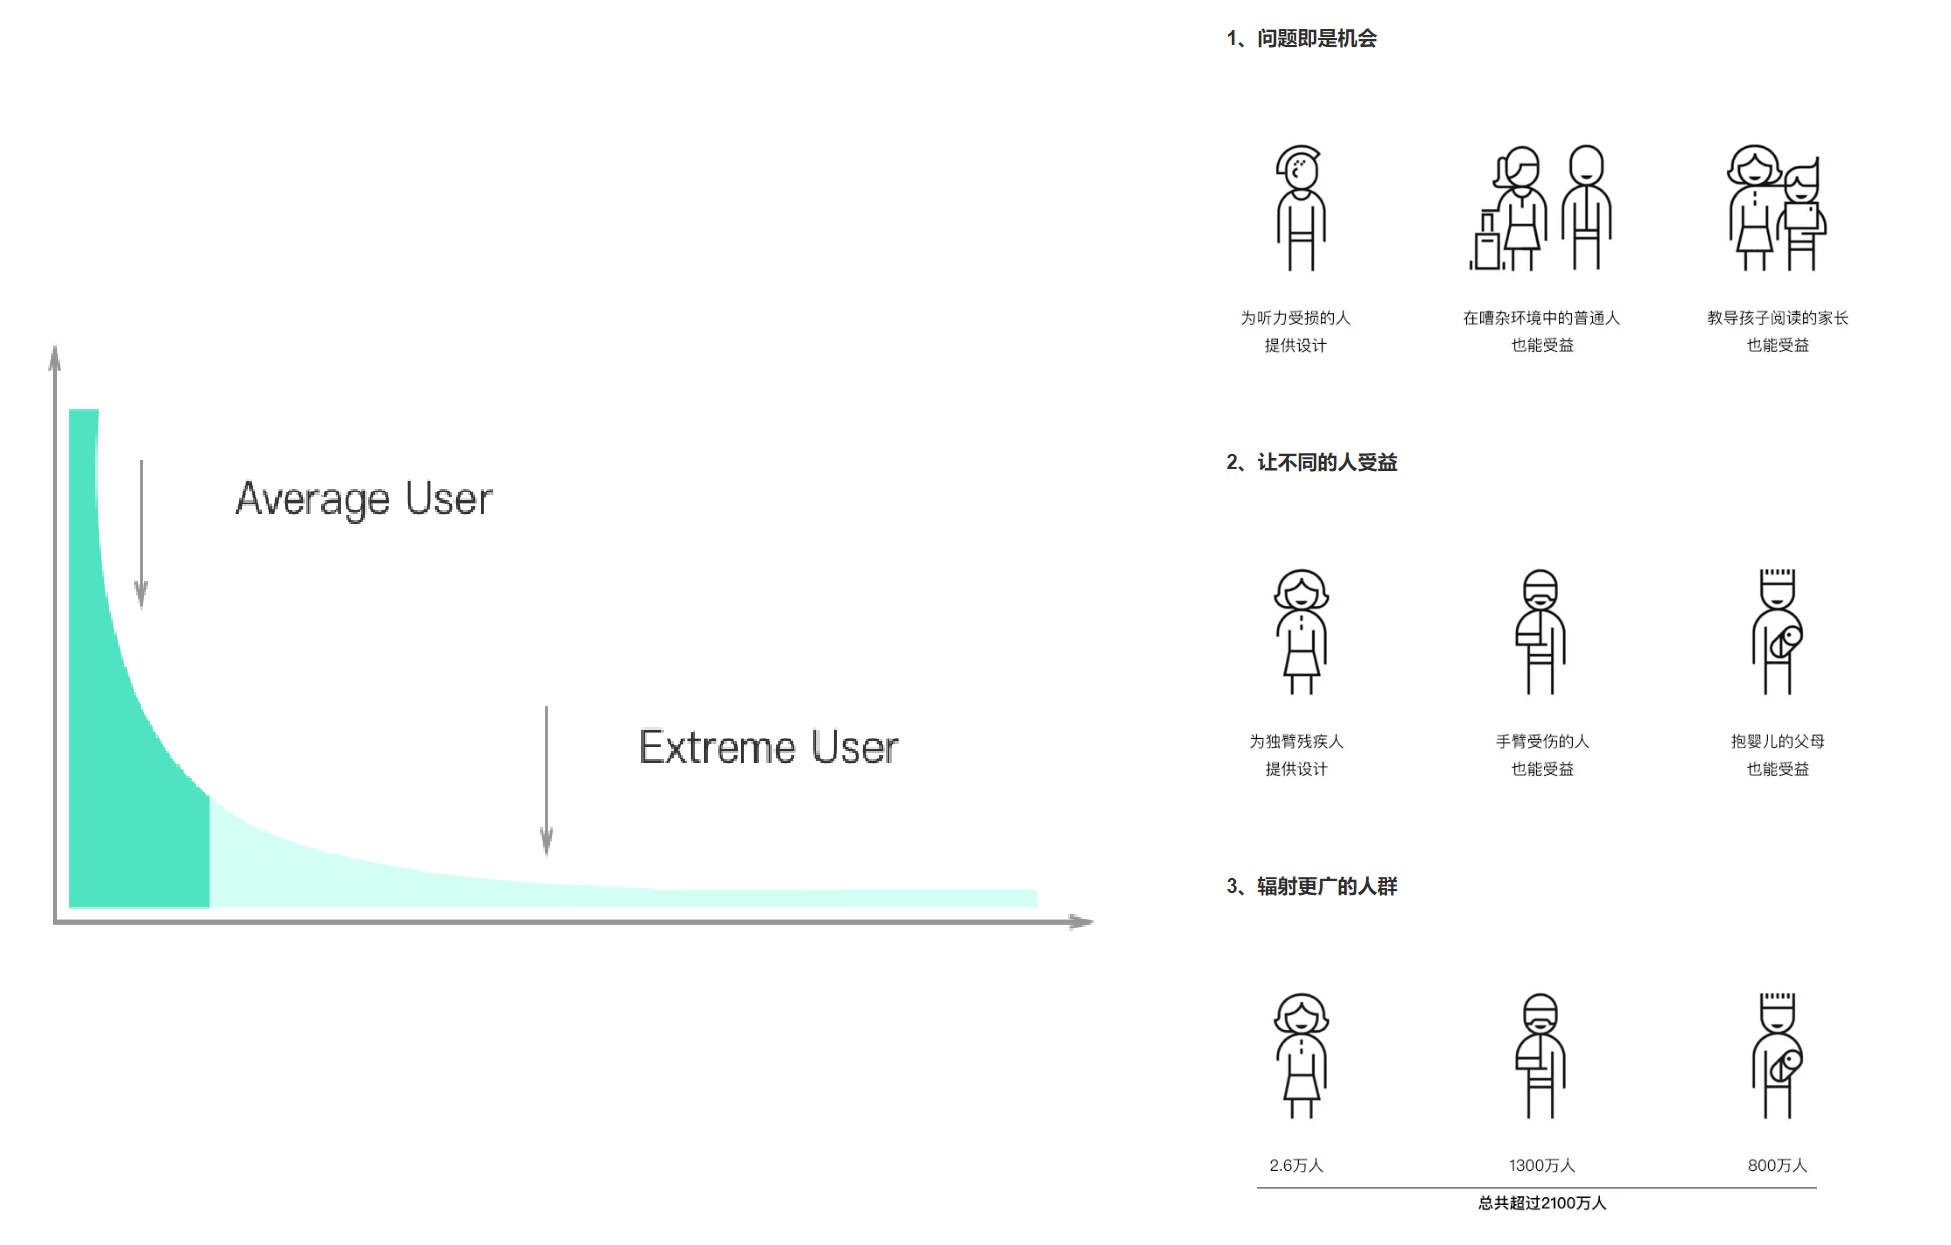 Average User
Extreme User
1、问题即是机会
为听力受损的人
提供设计
在嘈杂环境中的普通人
也能受益
教导孩子阅读的家长
也能受益
2、让不同的人受益
为独臂残疾人
提供设计
手臂受伤的人
也能受益
抱婴儿的父母
也能受益
3、辐射更广的人群
2.6万人
1300万人
800万人
总共超过2100万人